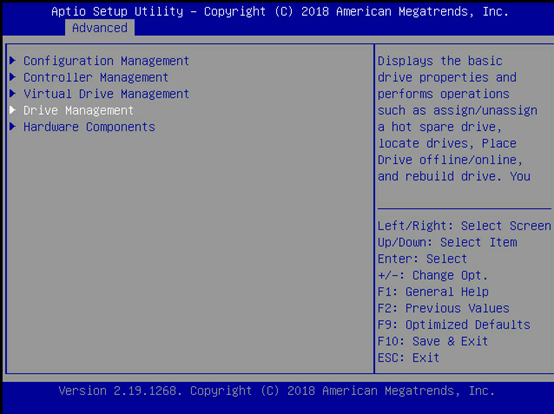 Aptio Setup Utility – Copyright (C) 2018 American Megatrends, Inc.
Advanced
Configuration Management
Controller Management
Virtual Drive Management
Drive Management
Hardware Components
Displays the basic
drive properties and
performs operations
such as assign/unassign
a hot spare drive,
locate drives, Place
Drive offline/online,
and rebuild drive. You
Left/Right: Select Screen
Up/Down: Select Item
Enter: Select
+/-: Change Opt.
F1: General Help
F2: Previous Values
F9: Optimized Defaults
F10: Save & Exit
ESC: Exit
Version 2.19.1268. Copyright (C) 2018 American Megatrends, Inc.